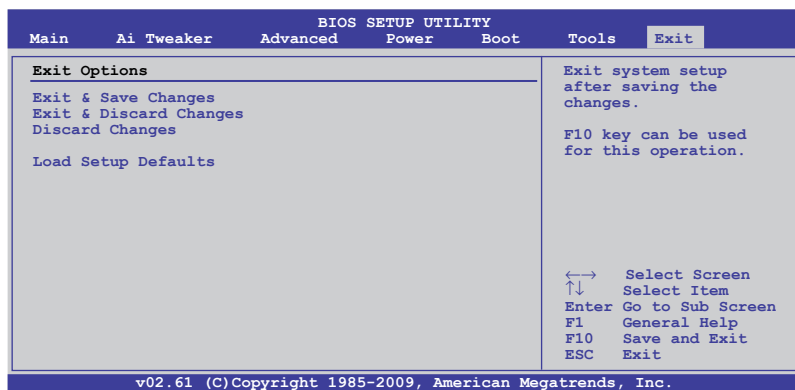 BIOS SETUP UTILITY
Main Ai Tweaker Advanced Power Boot Tools Exit
Exit Options
Exit & Save Changes
Exit & Discard Changes
Discard Changes
Load Setup Defaults
Exit system setup
after saving the
changes.
F10 key can be used
for this operation.
←→ Select Screen
↑↓ Select Item
Enter Go to Sub Screen
F1 General Help
F10 Save and Exit
ESC Exit
v02.61 (C)Copyright 1985-2009, American Megatrends, Inc.